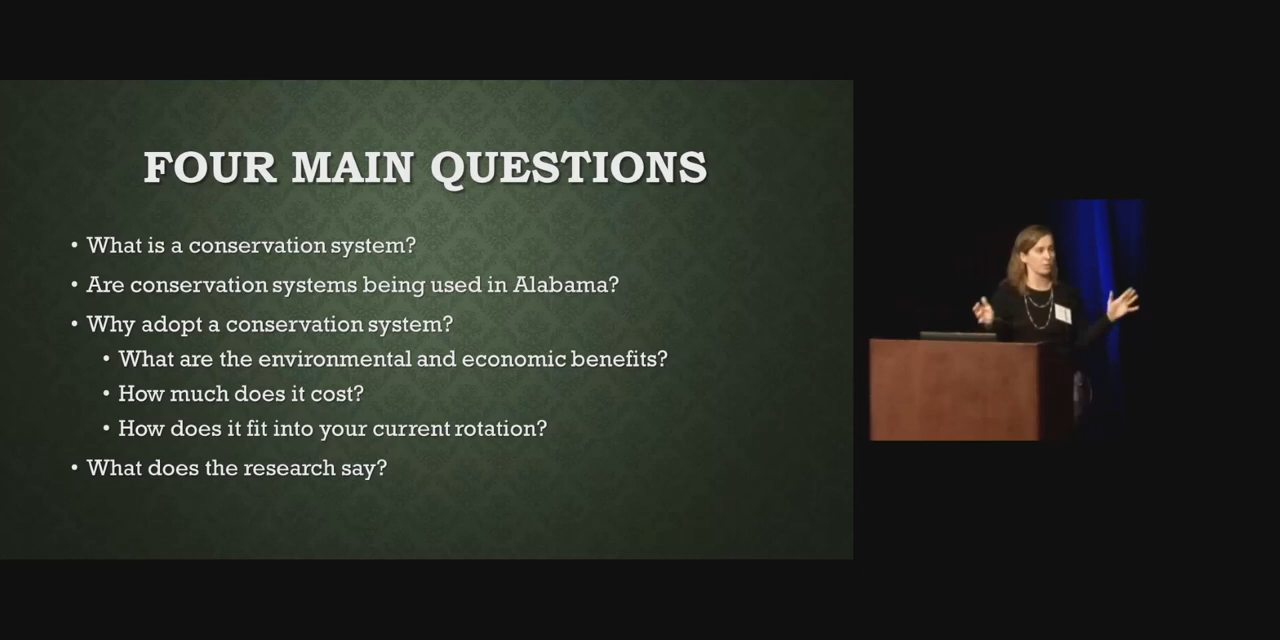 FOUR MAIN QUESTIONS
• What is a conservation system?
• Are conservation systems being used in Alabama?
• Why adopt a conservation system?
• What are the environmental and economic benefits?
• How much does it cost?
• How does it fit into your current rotation?
• What does the research say?